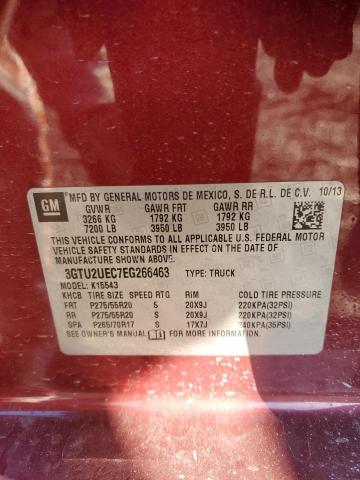 GM
MFD BY GENERAL MOTORS DE MEXICO, S. DE R.L. DE C.V. 10/13
GVWR GAWR FRT GAWR RR
3266 KG 1792 KG 1792 KG
7200 LB 3950 LB 3950 LB
THIS VEHICLE CONFORMS TO ALL APPLICABLE U.S. FEDERAL MOTOR
VEHICLE SAFETY STANDARDS IN EFFECT ON THE DATE OF
MANUFACTURE SHOWN ABOVE.
3GTU2UEC7EG266463 TYPE: TRUCK
MODEL: K15543
KHCB TIRE SIZE SPEED RTG RIM COLD TIRE PRESSURE
FRT P275/55R20 S 20X9J 220KPA(32PSI)
RR P275/55R20 S 20X9J 220KPA(32PSI)
SPA P265/70R17 S 17X7J 240KPA(35PSI)
SEE OWNER'S MANUAL FOR MORE INFORMATION.